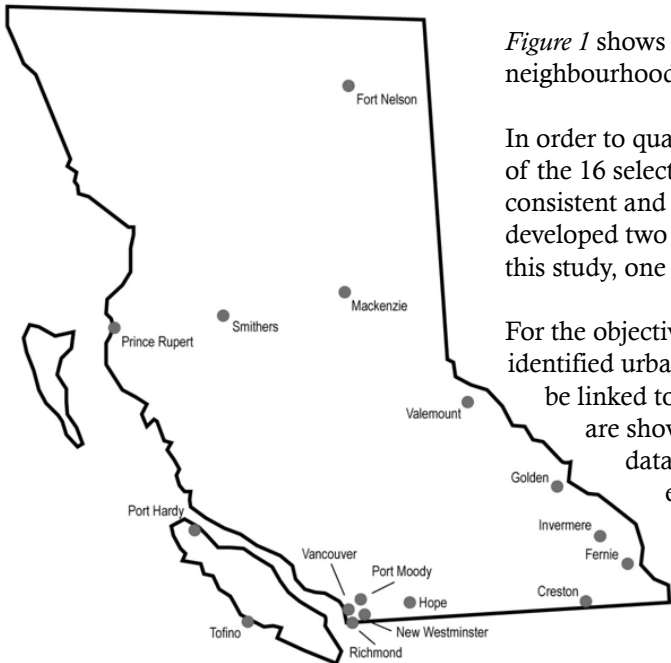 Fort Nelson
Mackenzie
Smithers
Prince Rupert
Valemount
Golden
Port Hardy
Invermere
Fernie
Vancouver
Port Moody
Creston
Hope
Tofino
New Westminster
Richmond
Figure 1 shows
neighbourhood
In order to qua
of the 16 select
consistent and
developed two
this study, one
For the objectiv
identified urba
be linked to
are show
data
e